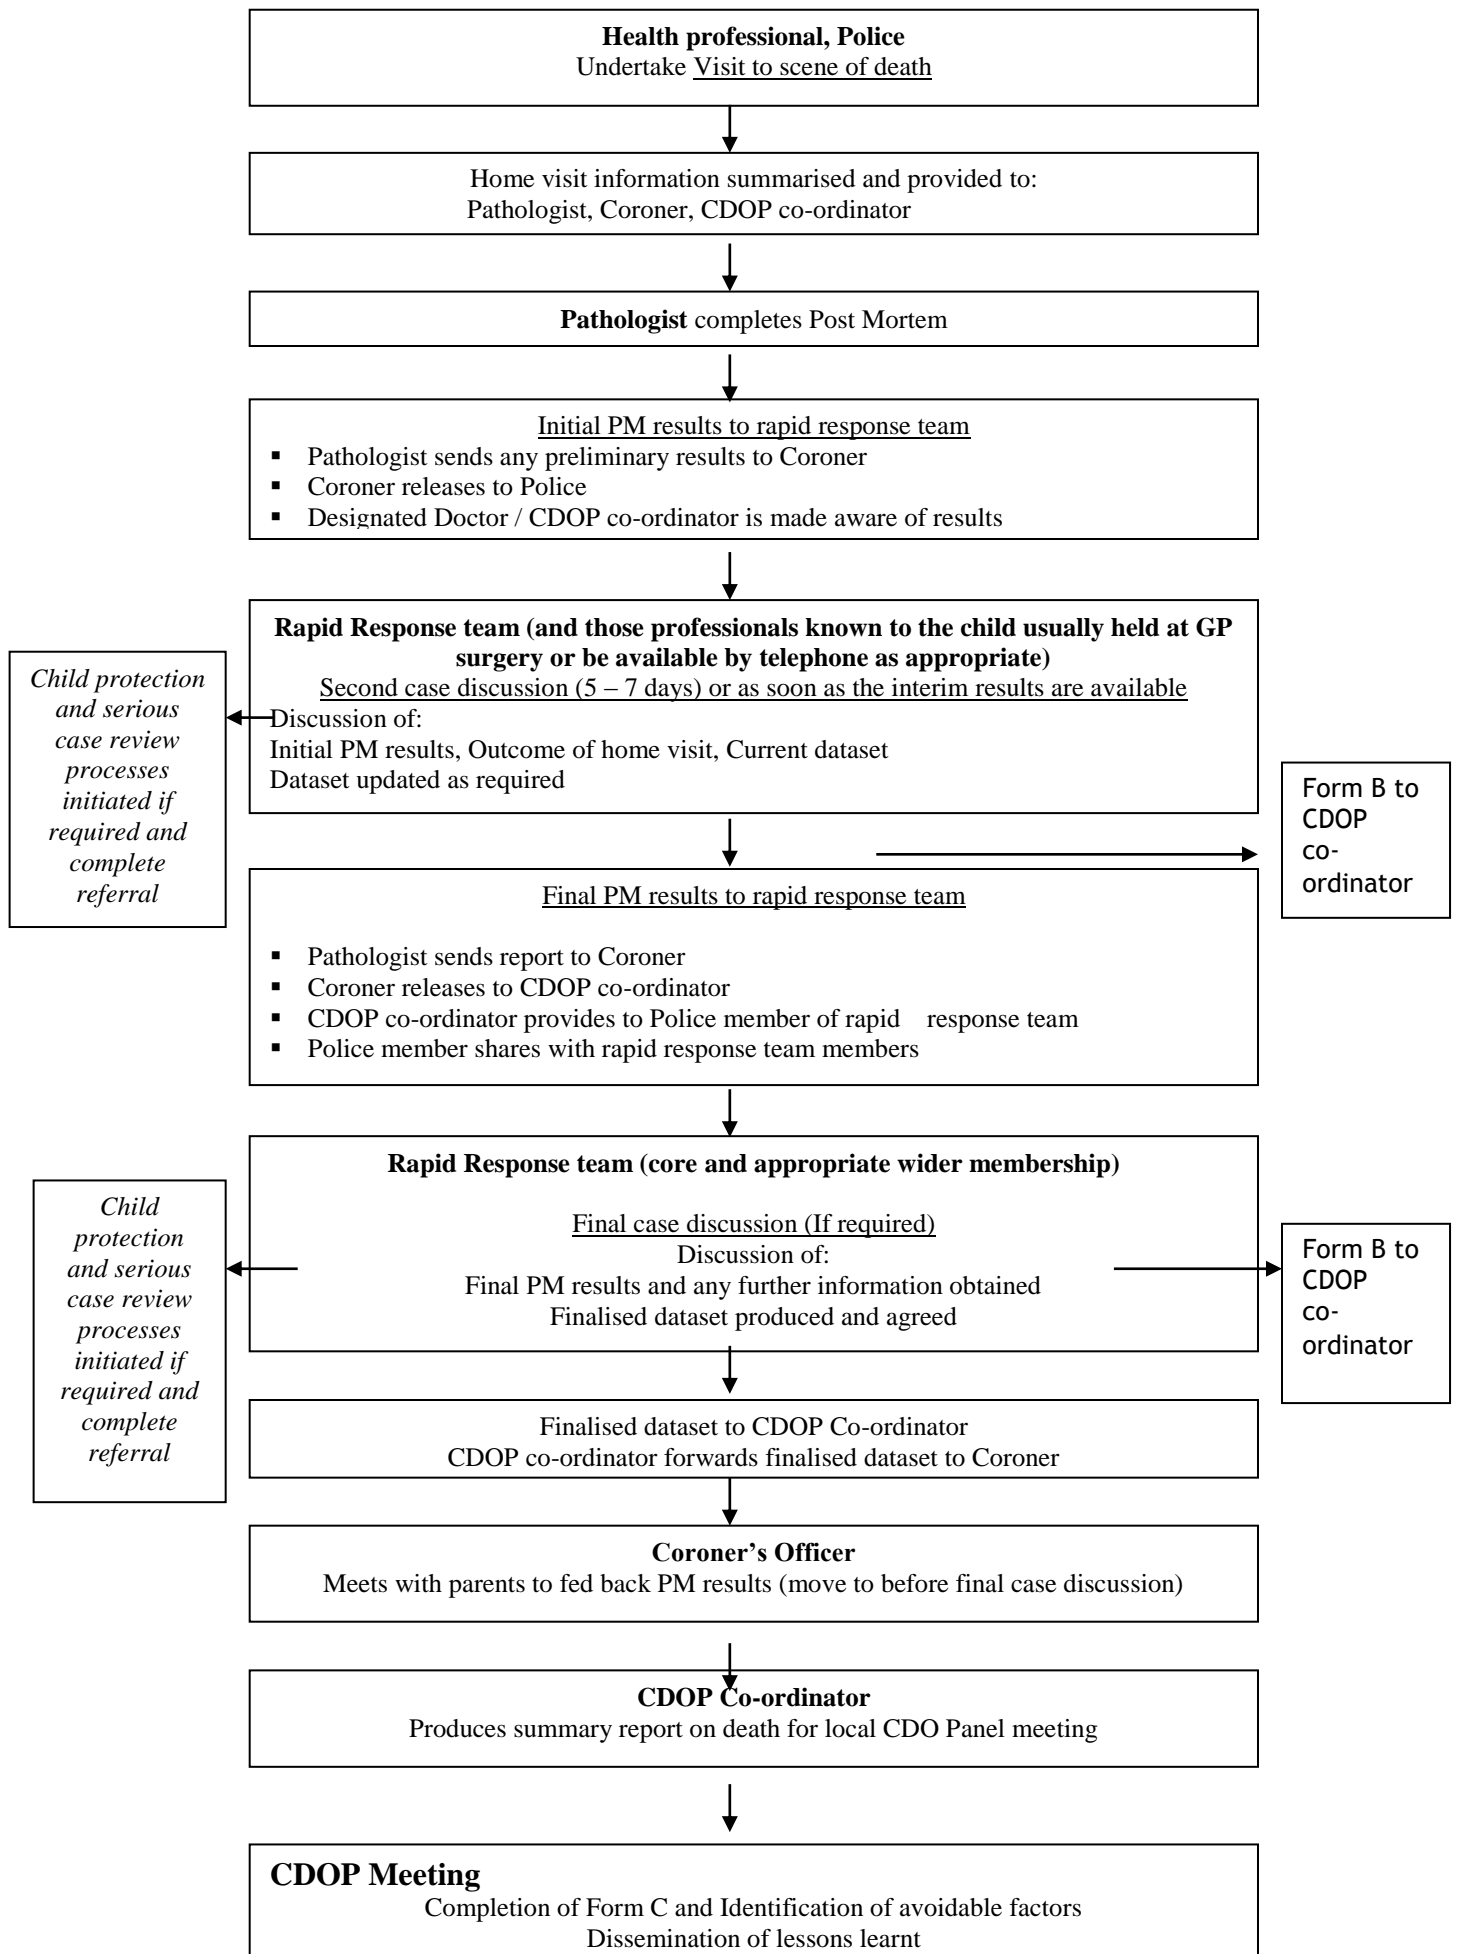 Health professional, Police
Undertake Visit to scene of death
Home visit information summarised and provided to:
Pathologist, Coroner, CDOP co-ordinator
Pathologist completes Post Mortem
Initial PM results to rapid response team
▪ Pathologist sends any preliminary results to Coroner
▪ Coroner releases to Police
▪ Designated Doctor / CDOP co-ordinator is made aware of results
Rapid Response team (and those professionals known to the child usually held at GP
surgery or be available by telephone as appropriate)
Second case discussion (5 – 7 days) or as soon as the interim results are available
Discussion of:
Initial PM results, Outcome of home visit, Current dataset
Dataset updated as required
Child protection
and serious
case review
processes
initiated if
required and
complete
referral
Form B to
CDOP
co-
ordinator
Final PM results to rapid response team
▪ Pathologist sends report to Coroner
▪ Coroner releases to CDOP co-ordinator
▪ CDOP co-ordinator provides to Police member of rapid response team
▪ Police member shares with rapid response team members
Rapid Response team (core and appropriate wider membership)
Final case discussion (If required)
Discussion of:
Final PM results and any further information obtained
Finalised dataset produced and agreed
Child
protection
and serious
case review
processes
initiated if
required and
complete
referral
Form B to
CDOP
co-
ordinator
Finalised dataset to CDOP Co-ordinator
CDOP co-ordinator forwards finalised dataset to Coroner
Coroner’s Officer
Meets with parents to fed back PM results (move to before final case discussion)
CDOP Co-ordinator
Produces summary report on death for local CDO Panel meeting
CDOP Meeting
Completion of Form C and Identification of avoidable factors
Dissemination of lessons learnt